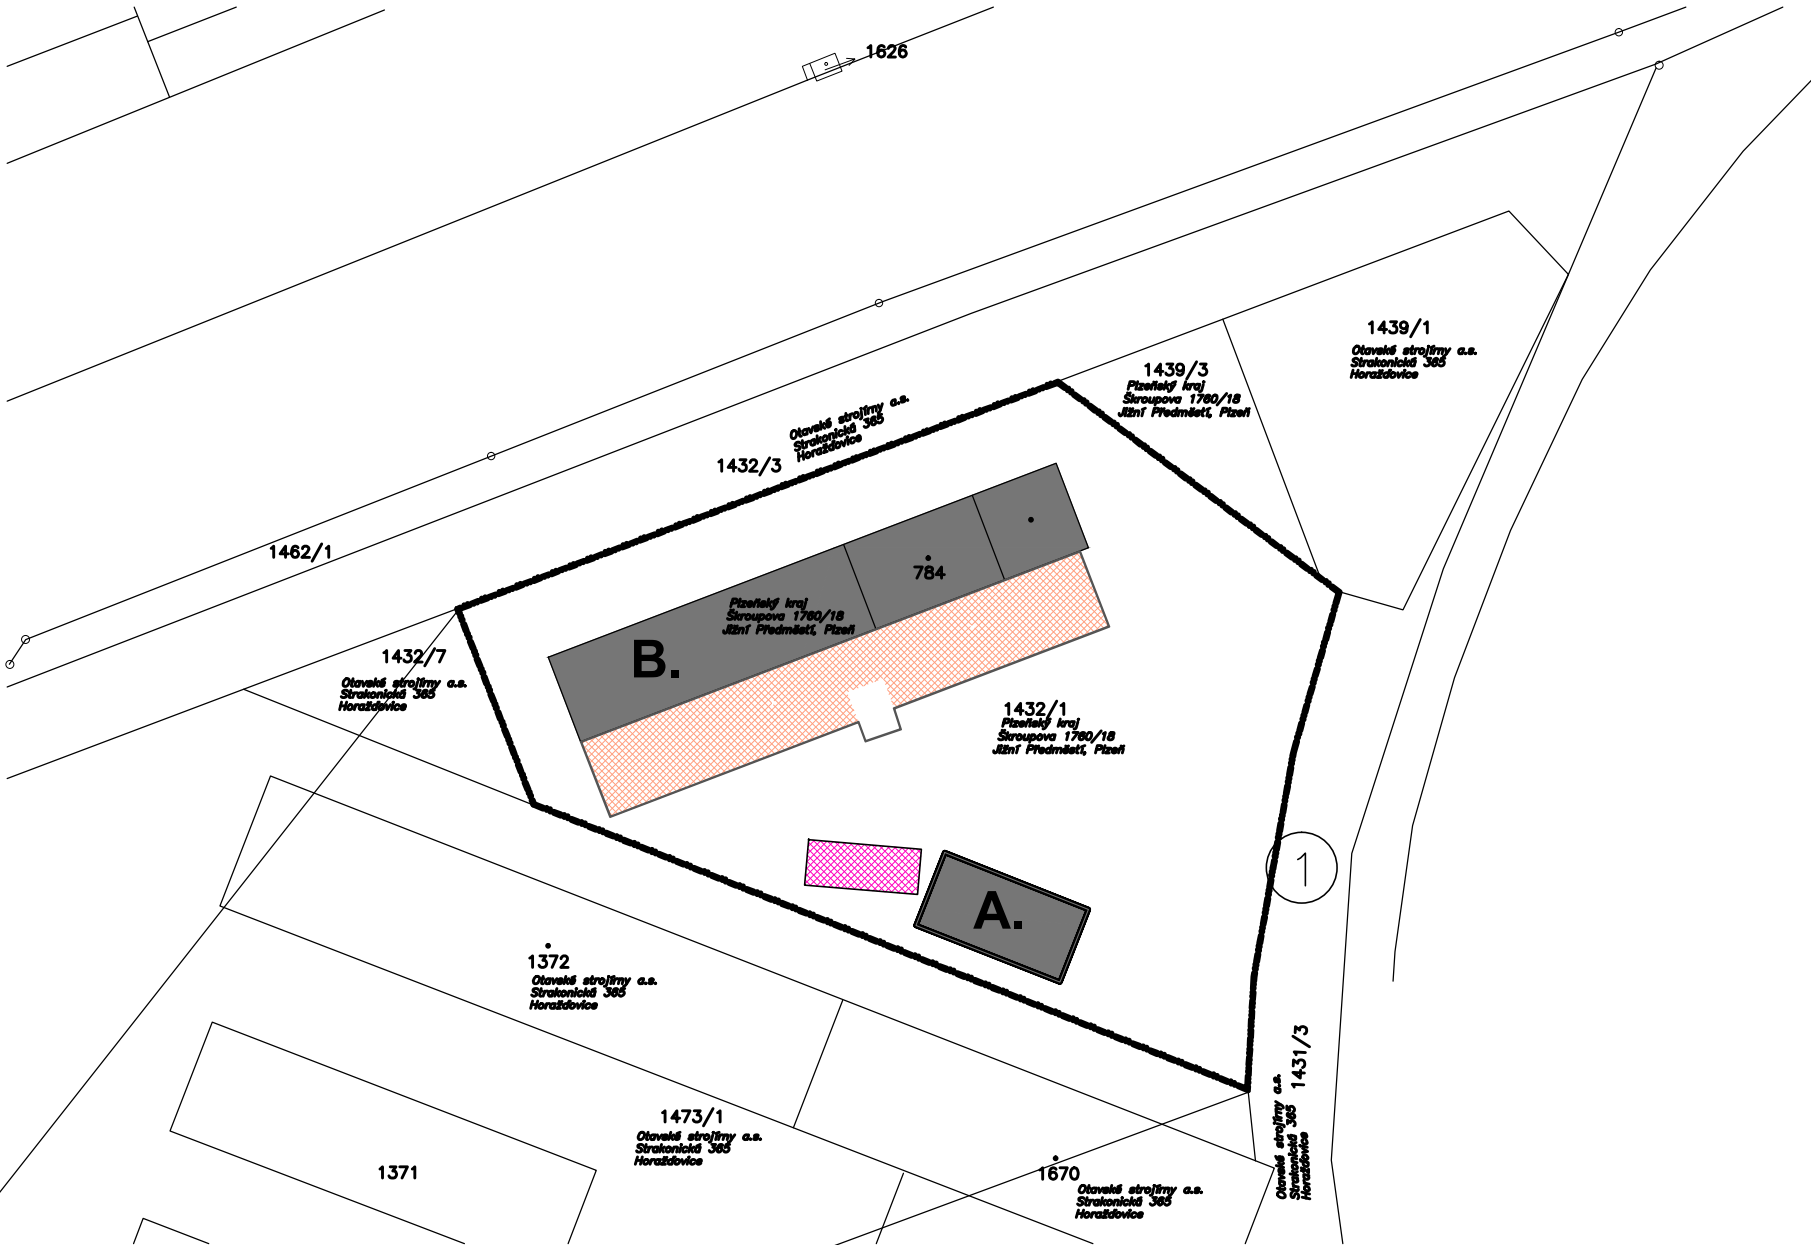 1626
1439/1
Otavské strojírny a.s.
Strakonická 365
Horažďovice
1439/3
Plzeňský kraj
Škroupova 1760/18
Jižní Předměstí, Plzeň
Otavské strojírny a.s.
Strakonická 365
Horažďovice
1432/3
1462/1
784
Plzeňský kraj
Škroupova 1760/18
Jižní Předměstí, Plzeň
B.
1432/7
Otavské strojírny a.s.
Strakonická 365
Horažďovice
1432/1
Plzeňský kraj
Škroupova 1760/18
Jižní Předměstí, Plzeň
1
A.
1372
Otavské strojírny a.s.
Strakonická 365
Horažďovice
1431/3
Otavské strojírny a.s.
Strakonická 365
Horažďovice
1473/1
Otavské strojírny a.s.
Strakonická 365
Horažďovice
1371
1670
Otavské strojírny a.s.
Strakonická 365
Horažďovice